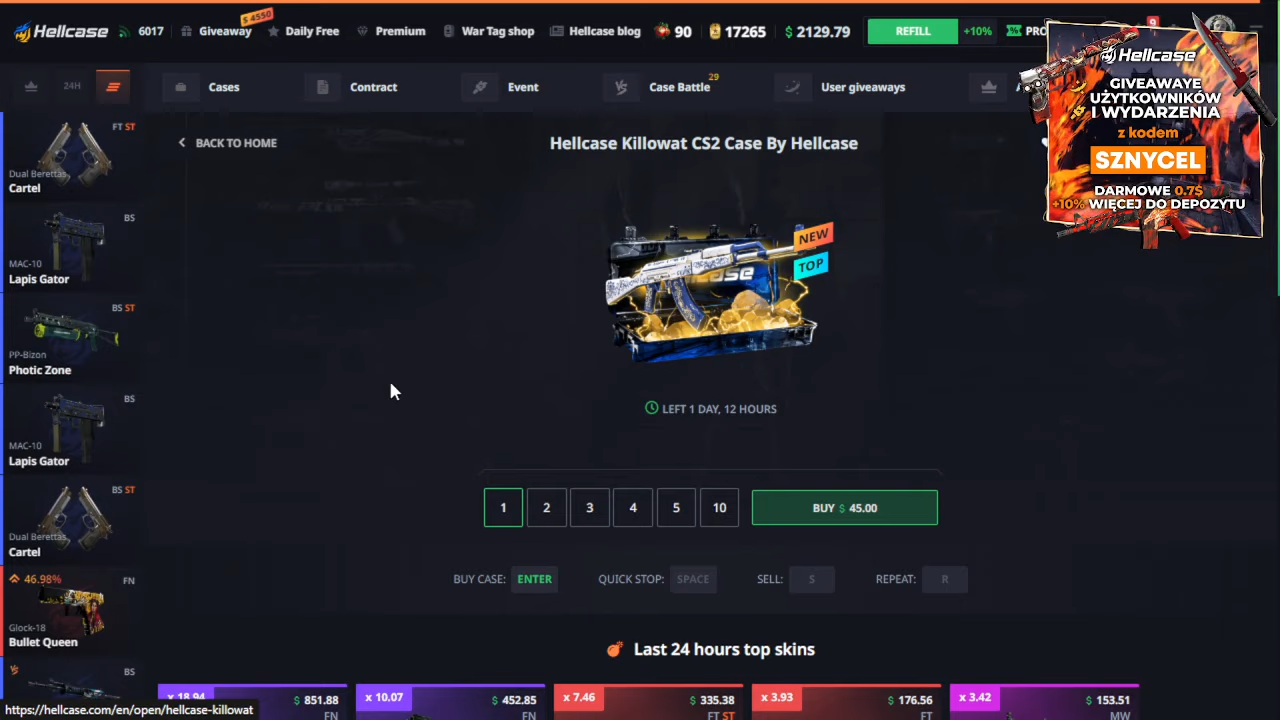 Hellcase
6017
Giveaway
$ 4550
Daily Free
Premium
War Tag shop
Hellcase blog
90
17265
$ 2129.79
REFILL
+10%
PRO
9
24H
Cases
Contract
Event
Case Battle
29
User giveaways
Hellcase
GIVEAWAYE
UŻYTKOWNIKÓW
I WYDARZENIA
z kodem
SZNYCEL
DARMOWE 0.7$
+10% WIĘCEJ DO DEPOZYTU
BACK TO HOME
Hellcase Killowat CS2 Case By Hellcase
FT ST
Dual Berettas
Cartel
BS
MAC-10
Lapis Gator
BS ST
PP-Bizon
Photic Zone
BS
MAC-10
Lapis Gator
BS ST
Dual Berettas
Cartel
46.98%
FN
Glock-18
Bullet Queen
BS
NEW
TOP
LEFT 1 DAY, 12 HOURS
1
2
3
4
5
10
BUY $ 45.00
BUY CASE: ENTER
QUICK STOP: SPACE
SELL: S
REPEAT: R
Last 24 hours top skins
x 18.94
$ 851.88
FN
x 10.07
$ 452.85
FN
x 7.46
$ 335.38
FT ST
x 3.93
$ 176.56
FT
x 3.42
$ 153.51
MW
https://hellcase.com/en/open/hellcase-killowat